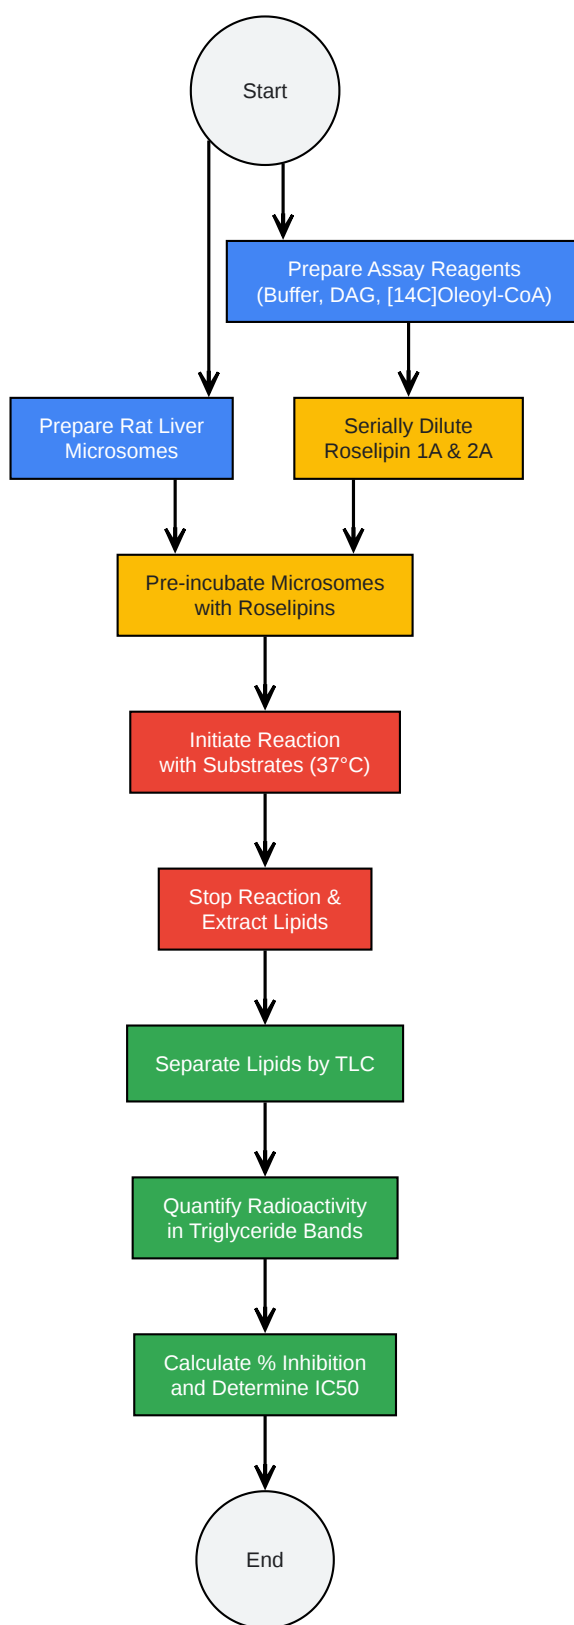 Start
Prepare Assay Reagents
(Buffer, DAG, [14C]Oleoyl-CoA)
Prepare Rat Liver
Microsomes
Serially Dilute
Roselipin 1A & 2A
Pre-incubate Microsomes
with Roselipins
Initiate Reaction
with Substrates (37°C)
Stop Reaction &
Extract Lipids
Separate Lipids by TLC
Quantify Radioactivity
in Triglyceride Bands
Calculate % Inhibition
and Determine IC50
End